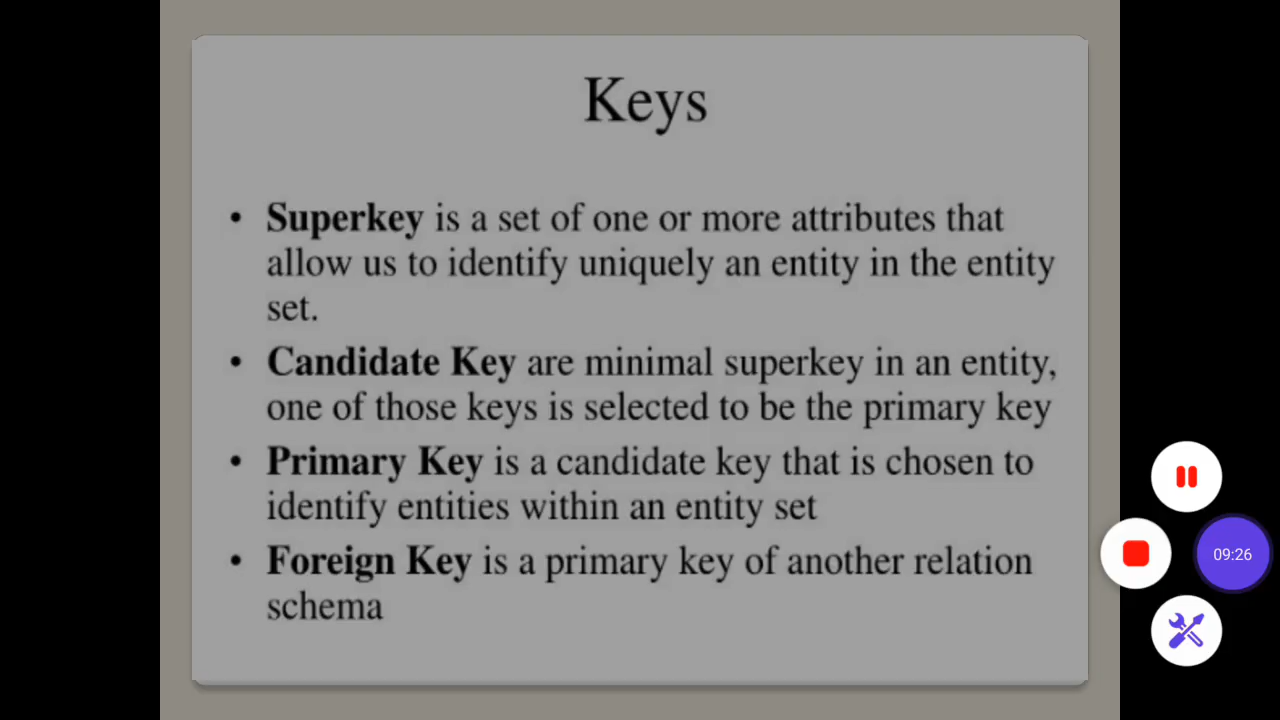 Keys
• Superkey is a set of one or more attributes that
allow us to identify uniquely an entity in the entity
set.
• Candidate Key are minimal superkey in an entity,
one of those keys is selected to be the primary key
• Primary Key is a candidate key that is chosen to
identify entities within an entity set
• Foreign Key is a primary key of another relation
schema
09:26